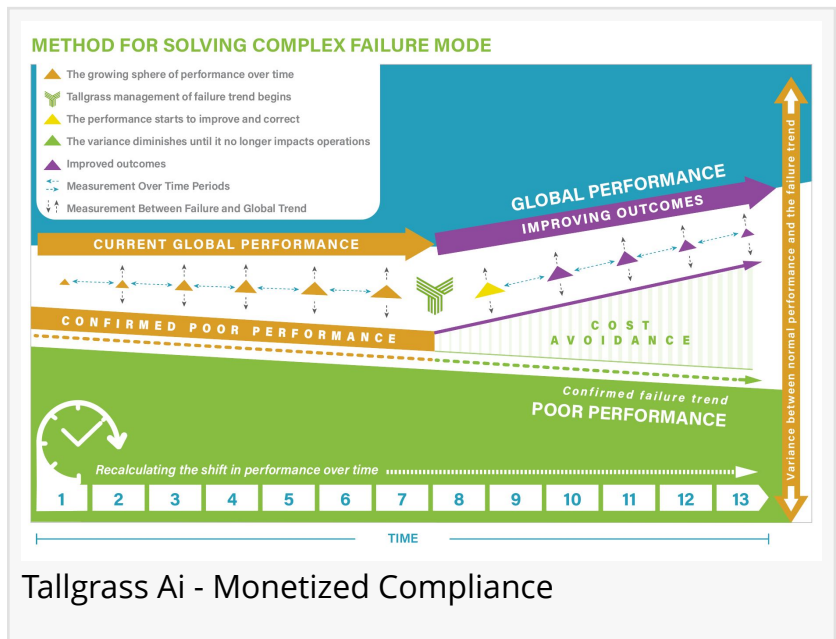 METHOD FOR SOLVING COMPLEX FAILURE MODE
The growing sphere of performance over time
Tallgrass management of failure trend begins
The performance starts to improve and correct
The variance diminishes until it no longer impacts operations
Improved outcomes
Measurement Over Time Periods
Measurement Between Failure and Global Trend
GLOBAL PERFORMANCE
IMPROVING OUTCOMES
CURRENT GLOBAL PERFORMANCE
CONFIRMED POOR PERFORMANCE
COST
AVOIDANCE
Confirmed failure trend
POOR PERFORMANCE
Variance between normal performance and the failure trend
Recalculating the shift in performance over time
1 2 3 4 5 6 7 8 9 10 11 12 13
TIME
Tallgrass Ai - Monetized Compliance